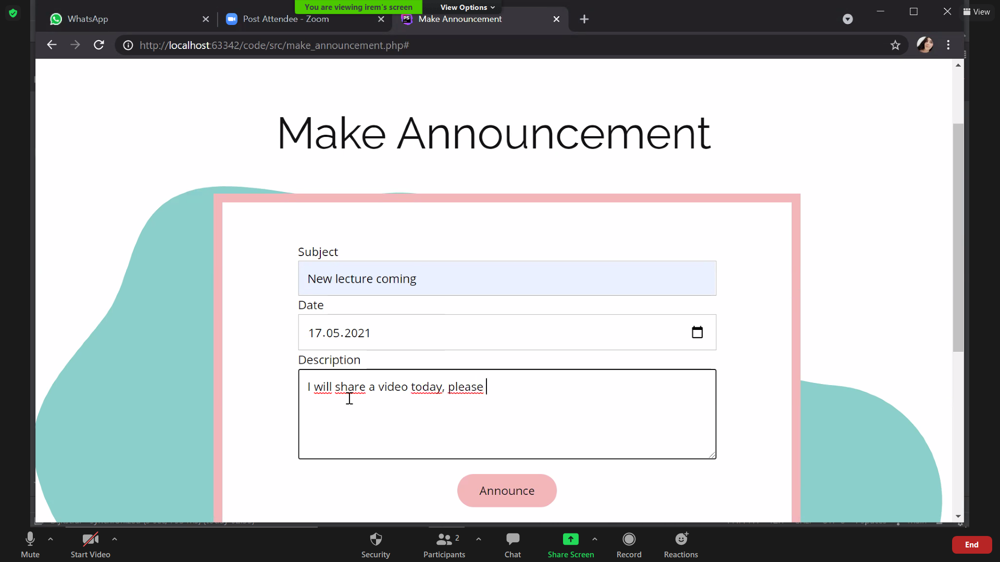 You are viewing irem's screen
View Options
View
WhatsApp
Post Attendee - Zoom
PS
Make Announcement
http://localhost:63342/code/src/make_announcement.php#
Make Announcement
Subject
New lecture coming
Date
17.05.2021
Description
I will share a video today, please
Announce
Mute
Start Video
Security
Participants
2
Chat
Share Screen
Record
Reactions
End